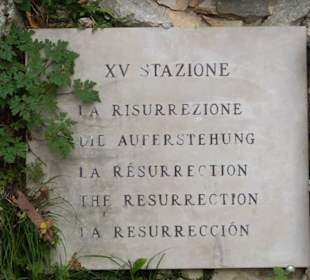 XV STAZIONE
LA RISURREZIONE
DIE AUFERSTEHUNG
LA RÉSURRECTION
THE RESURRECTION
LA RESURRECCIÓN